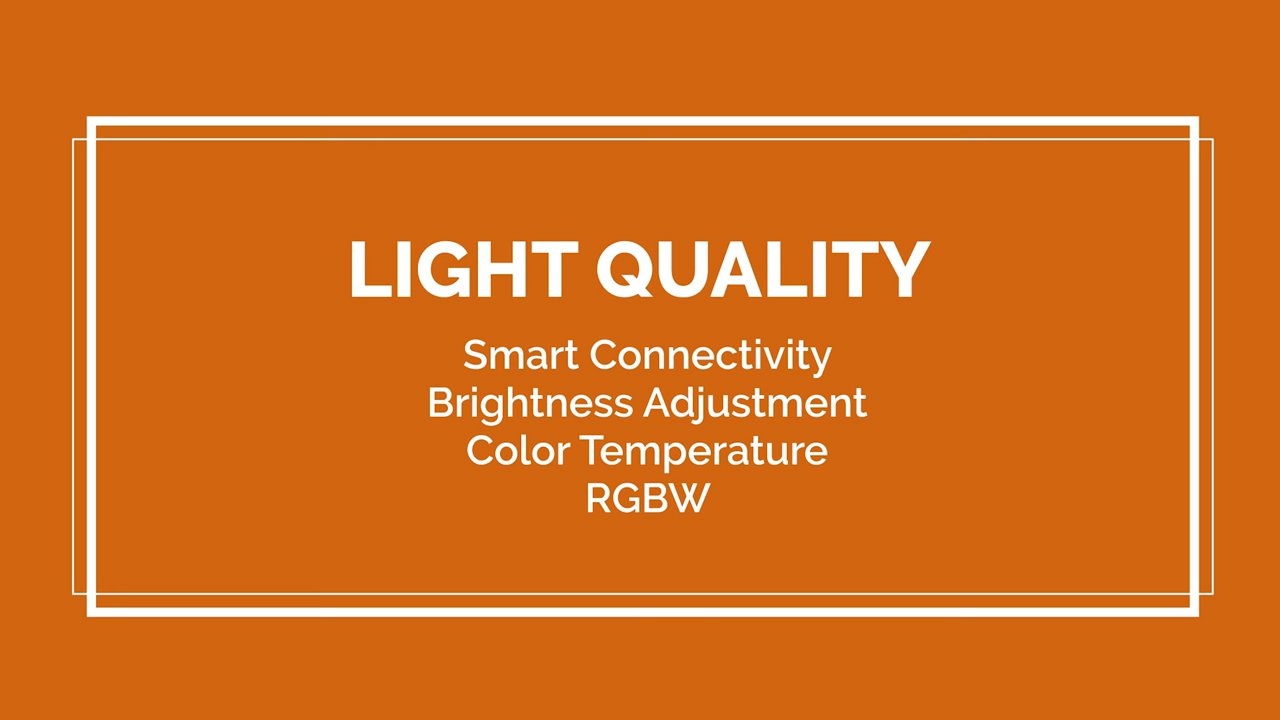 LIGHT QUALITY
Smart Connectivity
Brightness Adjustment
Color Temperature
RGBW